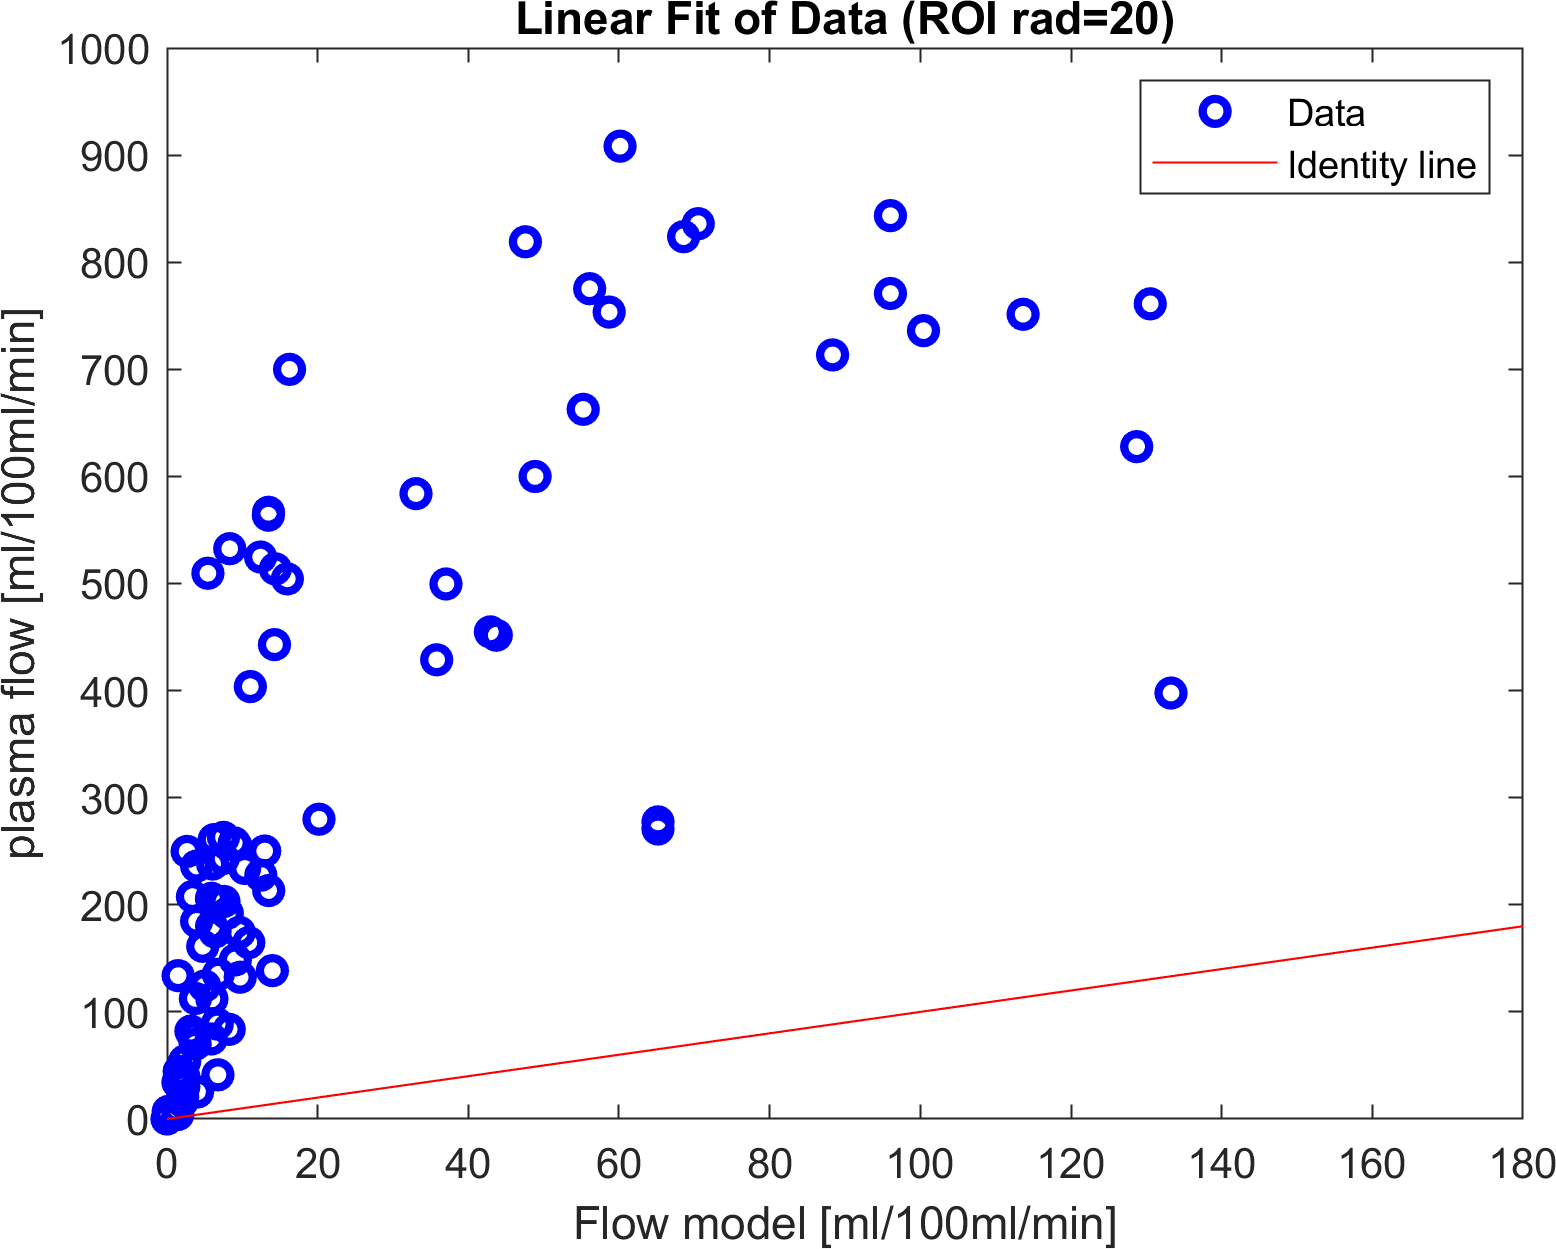 Linear Fit of Data (ROI rad=20)
1000
900
800
700
600
500
400
300
200
100
0
plasma flow [ml/100ml/min]
Data
Identity line
0 20 40 60 80 100 120 140 160 180
Flow model [ml/100ml/min]